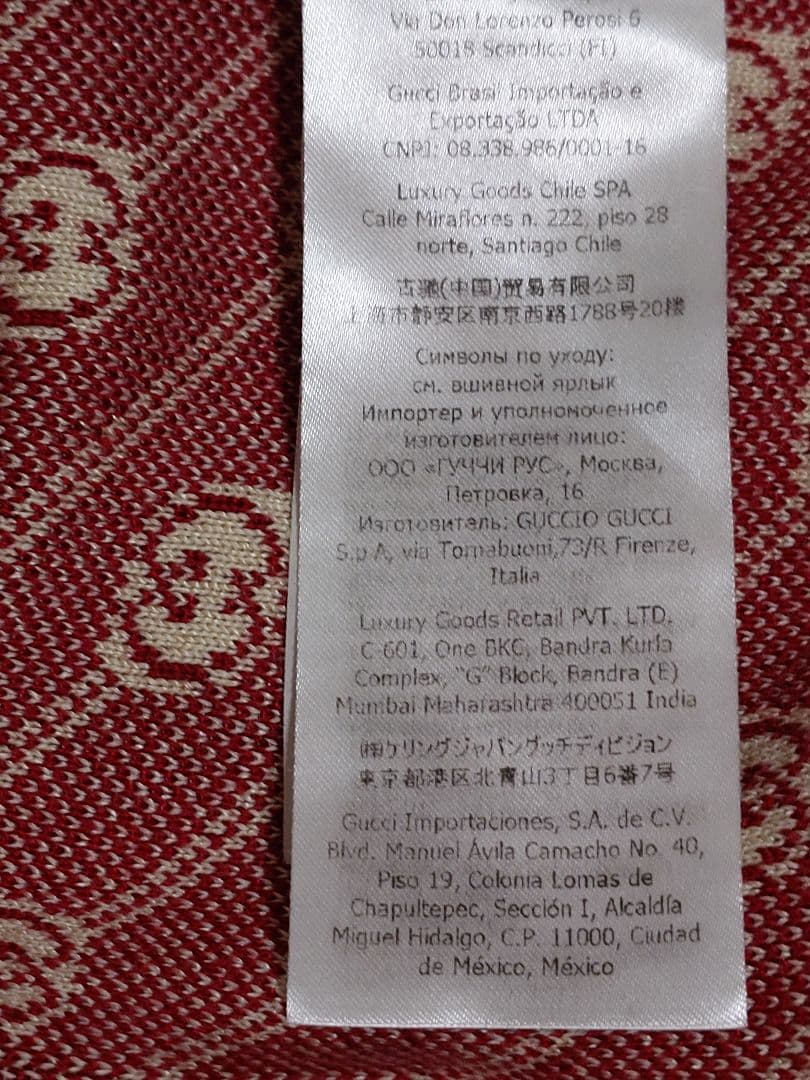 Via Don Lorenzo Perosi 6
50018 Scandicci (FI)
Gucci Brasil Importação e
Exportação LTDA
CNPJ: 08.338.986/0001-16
Luxury Goods Chile SPA
Calle Miraflores n. 222, piso 28
norte, Santiago Chile
古驰(中国)贸易有限公司
上海市静安区南京西路1788号20楼
Символы по уходу:
см. вшивной ярлык
Импортер и уполномоченное
изготовителем лицо:
ООО «ГУЧЧИ РУС», Москва,
Петровка, 16
Изготовитель: GUCCIO GUCCI
S.p.A, via Tornabuoni,73/R Firenze,
Italia
Luxury Goods Retail PVT. LTD.
C-601, One BKC, Bandra Kurla
Complex, "G" Block, Bandra (E)
Mumbai Maharashtra 400051 India
㈱ケリングジャパングッチディビジョン
東京都港区北青山3丁目6番7号
Gucci Importaciones, S.A. de C.V.
Blvd. Manuel Ávila Camacho No. 40,
Piso 19, Colonia Lomas de
Chapultepec, Sección I, Alcaldía
Miguel Hidalgo, C.P. 11000, Ciudad
de México, México